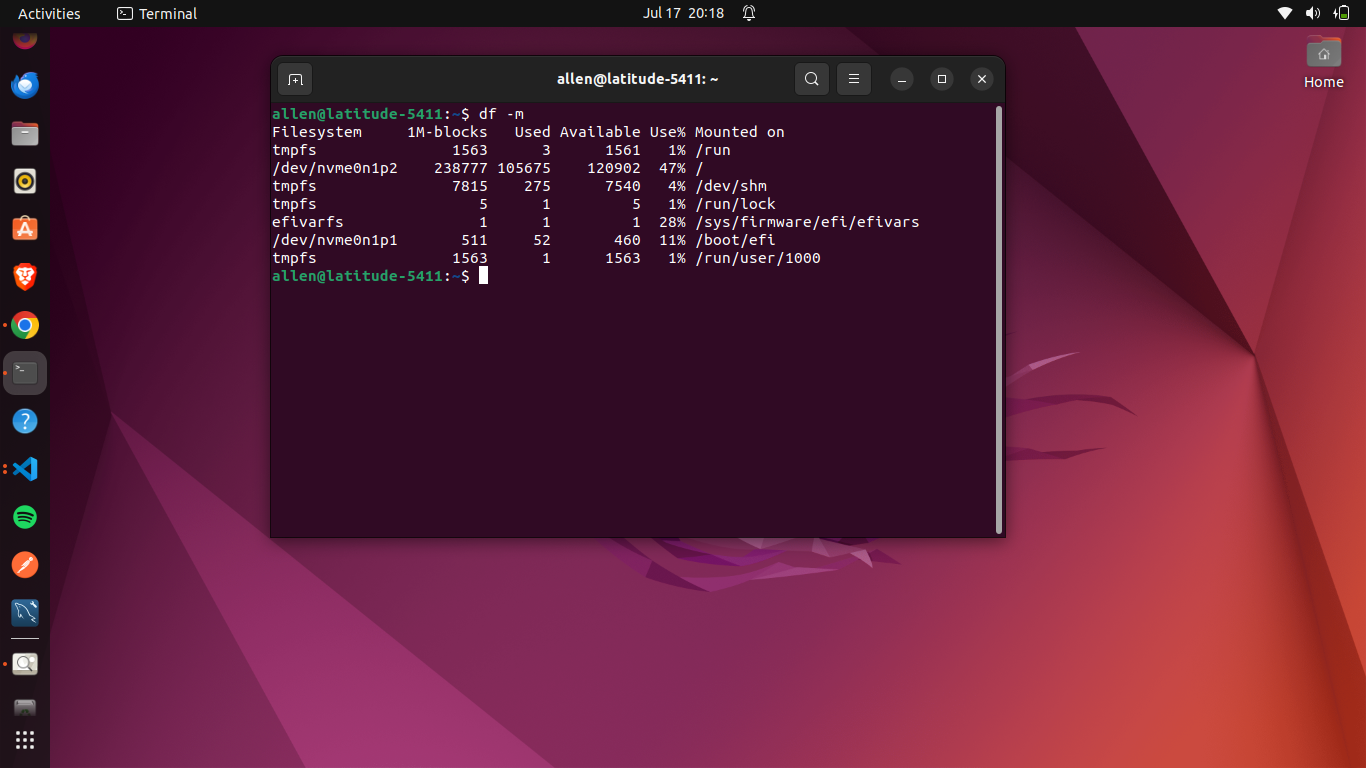 Activities Terminal Jul 17 20:18
Home
allen@latitude-5411: ~
allen@latitude-5411:~$ df -m
Filesystem     1M-blocks   Used Available Use% Mounted on
tmpfs               1563      3      1561   1% /run
/dev/nvme0n1p2    238777 105675    120902  47% /
tmpfs               7815    275      7540   4% /dev/shm
tmpfs                  5      1         5   1% /run/lock
efivarfs               1      1         1  28% /sys/firmware/efi/efivars
/dev/nvme0n1p1       511     52       460  11% /boot/efi
tmpfs               1563      1      1563   1% /run/user/1000
allen@latitude-5411:~$